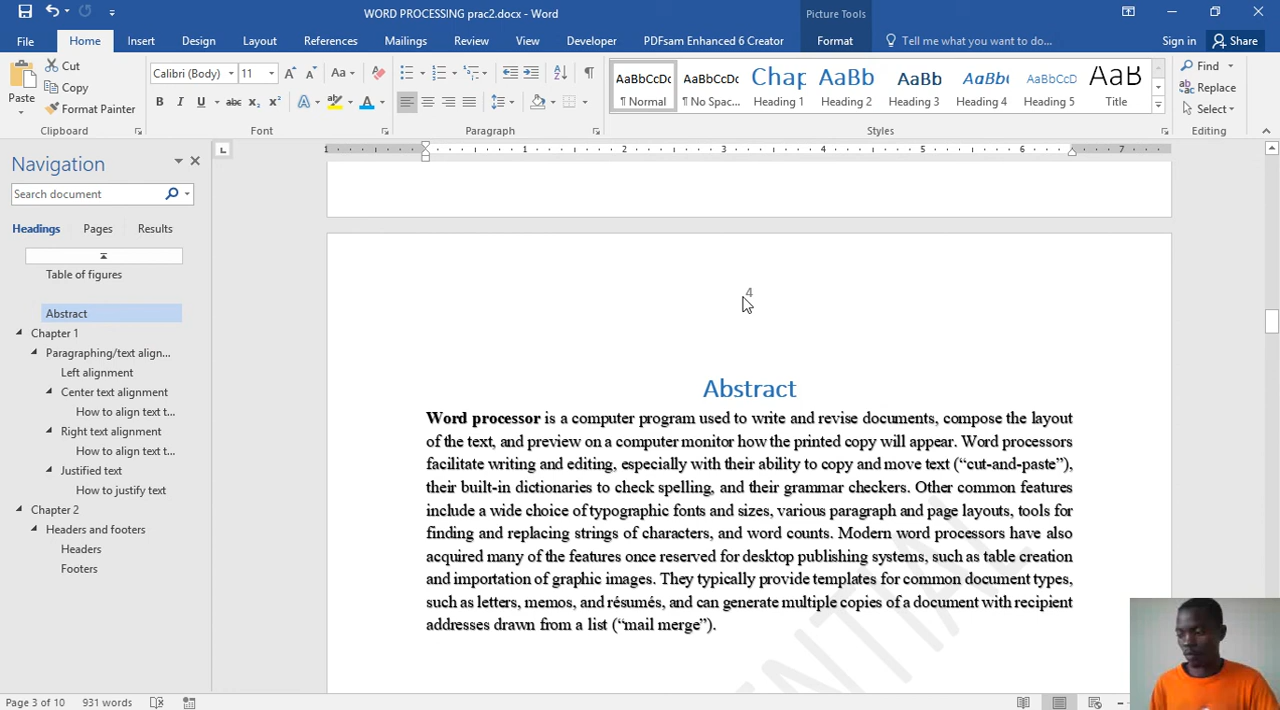 WORD PROCESSING prac2.docx - Word
Picture Tools
File Home Insert Design Layout References Mailings Review View Developer PDFsam Enhanced 6 Creator Format Tell me what you want to do... Sign in Share
Paste
Cut
Copy
Format Painter
Clipboard
Calibri (Body) 11
Font
Paragraph
AaBbCcDc AaBbCcDc Chap AaBb AaBb AaBb( AaBbCcD AaB
¶ Normal ¶ No Spac... Heading 1 Heading 2 Heading 3 Heading 4 Heading 5 Title
Styles
Find
Replace
Select
Editing
Navigation
Search document
Headings Pages Results
Table of figures
Abstract
Chapter 1
Paragraphing/text align...
Left alignment
Center text alignment
How to align text t...
Right text alignment
How to align text t...
Justified text
How to justify text
Chapter 2
Headers and footers
Headers
Footers
1 1 2 3 4 5 6 7
4
Abstract
Word processor is a computer program used to write and revise documents, compose the layout
of the text, and preview on a computer monitor how the printed copy will appear. Word processors
facilitate writing and editing, especially with their ability to copy and move text (“cut-and-paste”),
their built-in dictionaries to check spelling, and their grammar checkers. Other common features
include a wide choice of typographic fonts and sizes, various paragraph and page layouts, tools for
finding and replacing strings of characters, and word counts. Modern word processors have also
acquired many of the features once reserved for desktop publishing systems, such as table creation
and importation of graphic images. They typically provide templates for common document types,
such as letters, memos, and résumés, and can generate multiple copies of a document with recipient
addresses drawn from a list (“mail merge”).
ENTIAL
Page 3 of 10 931 words